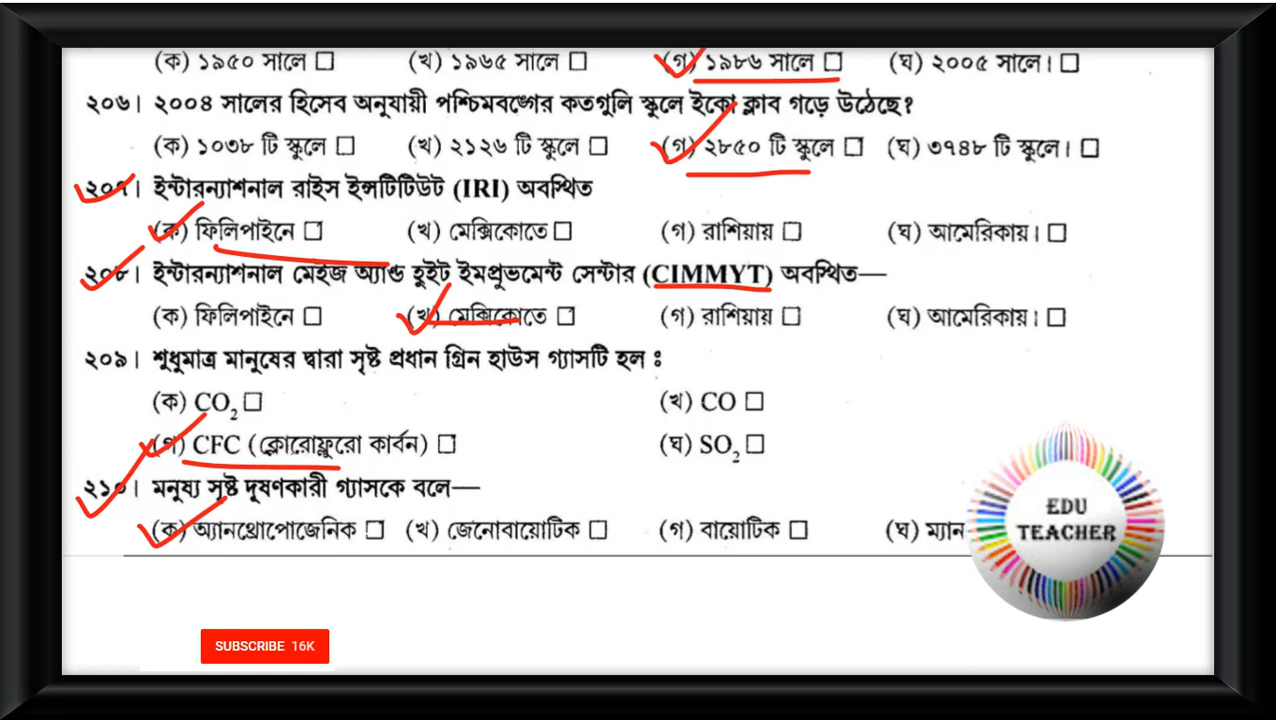 (ক) ১৯৫০ সালে □ (খ) ১৯৬৫ সালে □ (গ) ১৯৮৬ সালে □ (ঘ) ২০০৫ সালে। □
২০৬। ২০০৪ সালের হিসেব অনুযায়ী পশ্চিমবঙ্গের কতগুলি স্কুলে ইকো ক্লাব গড়ে উঠেছে?
(ক) ১০৩৮ টি স্কুলে □ (খ) ২১২৬ টি স্কুলে □ (গ) ২৮৫০ টি স্কুলে □ (ঘ) ৩৭৪৮ টি স্কুলে। □
২০৭। ইন্টারন্যাশনাল রাইস ইন্সটিটিউট (IRI) অবস্থিত
(ক) ফিলিপাইনে □ (খ) মেক্সিকোতে □ (গ) রাশিয়ায় □ (ঘ) আমেরিকায়। □
২০৮। ইন্টারন্যাশনাল মেইজ অ্যান্ড হুইট ইমপ্রুভমেন্ট সেন্টার (CIMMYT) অবস্থিত—
(ক) ফিলিপাইনে □ (খ) মেক্সিকোতে □ (গ) রাশিয়ায় □ (ঘ) আমেরিকায়। □
২০৯। শুধুমাত্র মানুষের দ্বারা সৃষ্ট প্রধান গ্রিন হাউস গ্যাসটি হল ঃ
(ক) CO₂ □ (খ) CO □
(গ) CFC (ক্লোরোফ্লুরো কার্বন) □ (ঘ) SO₂ □
২১০। মনুষ্য সৃষ্ট দূষণকারী গ্যাসকে বলে—
(ক) অ্যানথ্রোপোজেনিক □ (খ) জেনোবায়োটিক □ (গ) বায়োটিক □ (ঘ) ম্যান
EDU
TEACHER
SUBSCRIBE 16K